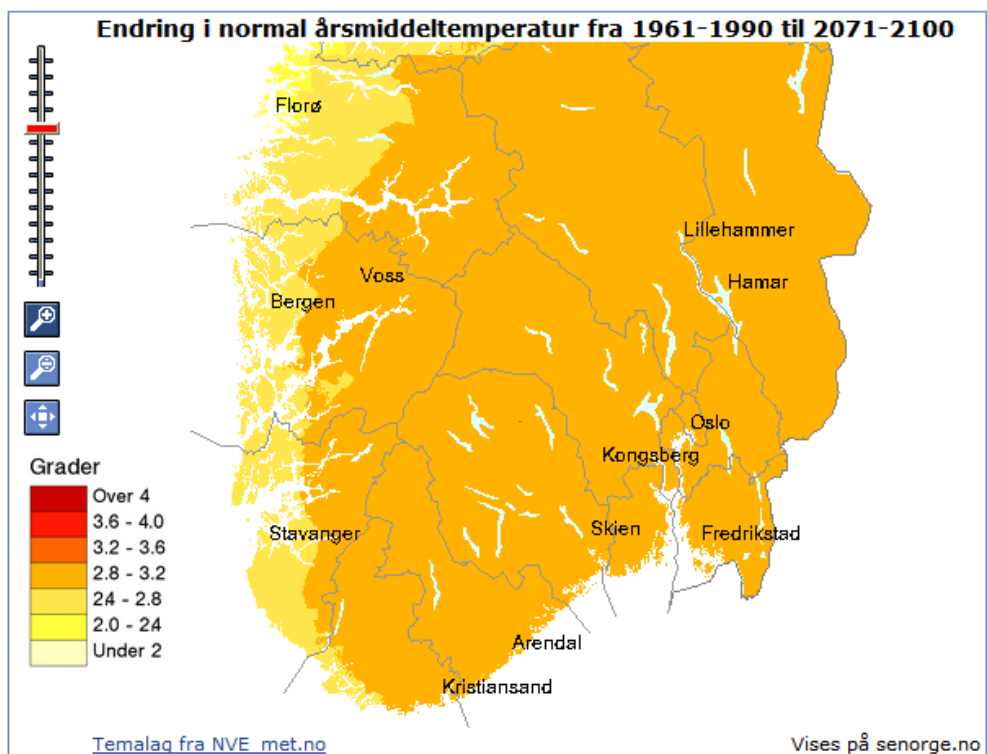 Endring i normal årsmiddeltemperatur fra 1961-1990 til 2071-2100
Florø
Lillehammer
Voss
Hamar
Bergen
Oslo
Kongsberg
Grader
Over 4
3.6 - 4.0
3.2 - 3.6
2.8 - 3.2
24 - 2.8
2.0 - 24
Under 2
Stavanger
Skien
Fredrikstad
Arendal
Kristiansand
Temalag fra NVE met.no
Vises på senorge.no